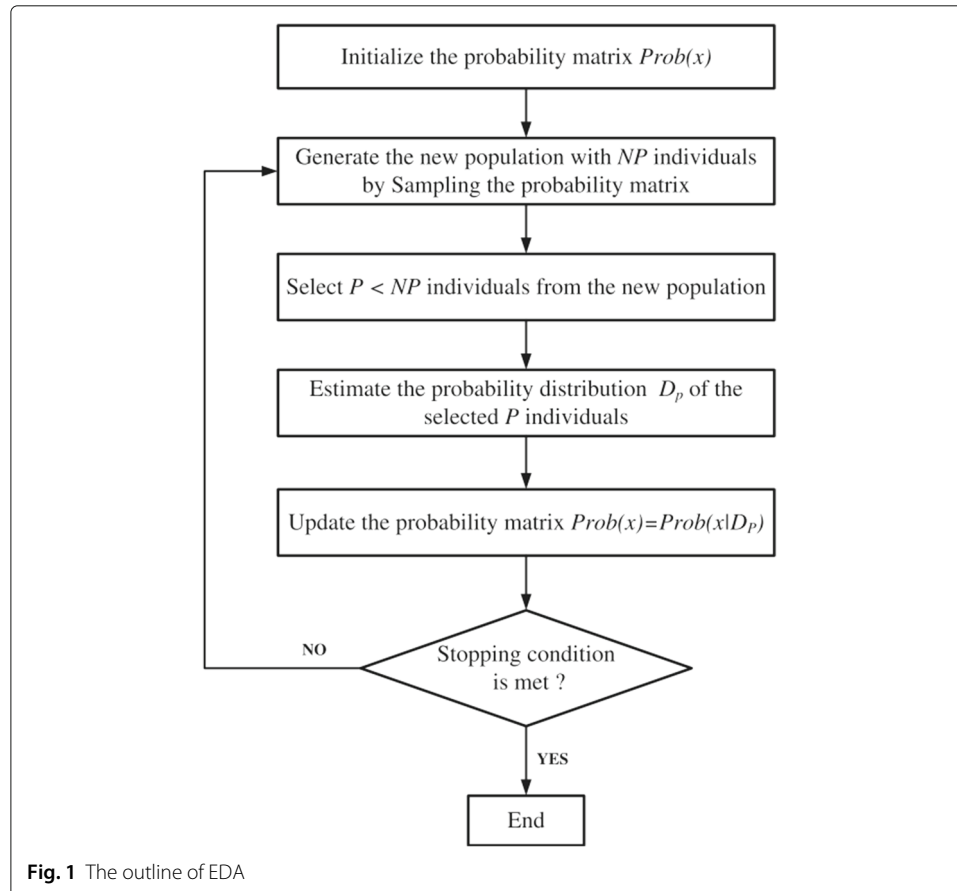 Initialize the probability matrix Prob(x)
Generate the new population with NP individuals
by Sampling the probability matrix
Select P < NP individuals from the new population
Estimate the probability distribution D_p of the
selected P individuals
Update the probability matrix Prob(x)=Prob(x|D_P)
Stopping condition
is met ?
NO
YES
End
Fig. 1 The outline of EDA